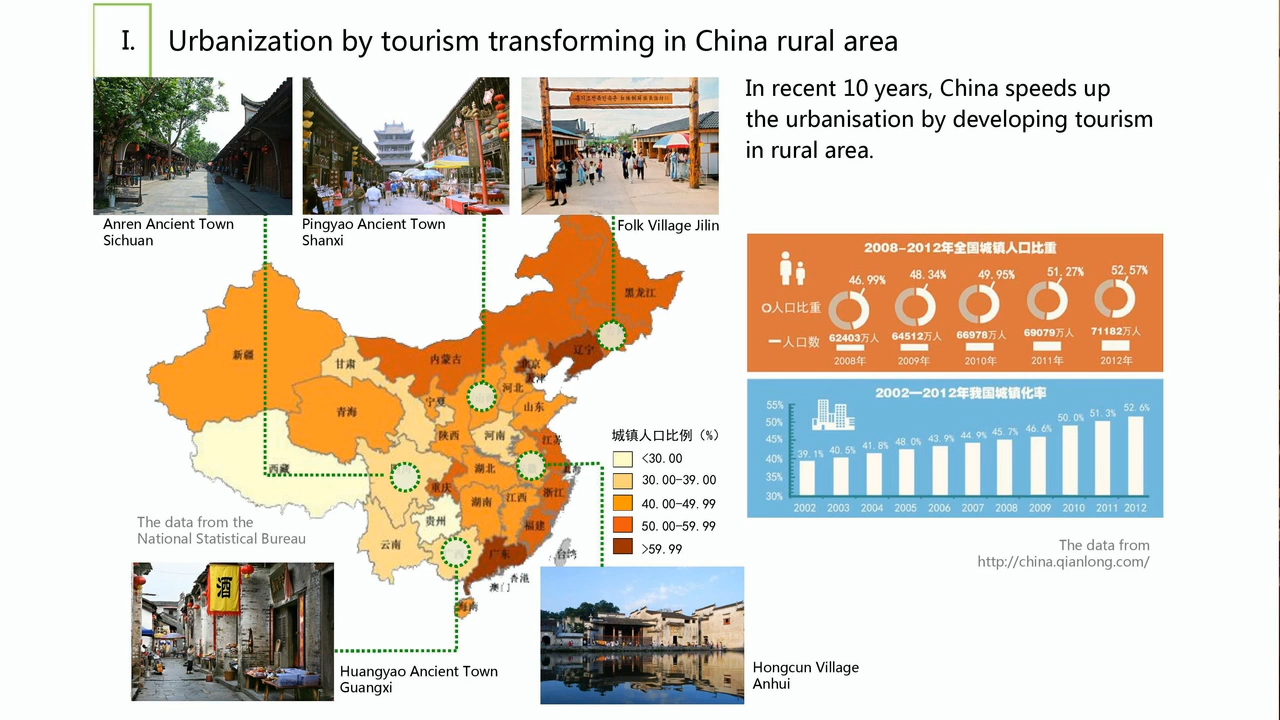 I.
Urbanization by tourism transforming in China rural area
In recent 10 years, China speeds up
the urbanisation by developing tourism
in rural area.
Anren Ancient Town
Sichuan
Pingyao Ancient Town
Shanxi
Folk Village Jilin
黑龙江
辽宁
内蒙古
新疆
甘肃
北京
天津
河北
宁夏
青海
山东
陕西
河南
江苏
西藏
湖北
重庆
浙江
湖南
江西
贵州
福建
云南
广东
台湾
香港
澳门
海南
城镇人口比例 (%)
<30.00
30.00-39.00
40.00-49.99
50.00-59.99
>59.99
The data from the
National Statistical Bureau
酒
Huangyao Ancient Town
Guangxi
Hongcun Village
Anhui
2008-2012年全国城镇人口比重
46.99% 48.34% 49.95% 51.27% 52.57%
人口比重
62403万人 64512万人 66978万人 69079万人 71182万人
人口数
2008年 2009年 2010年 2011年 2012年
2002—2012年我国城镇化率
55%
50%
45%
40%
35%
30%
39.1% 40.5% 41.8% 48.0% 43.9% 44.9% 45.7% 46.6% 50.0% 51.3% 52.6%
2002 2003 2004 2005 2006 2007 2008 2009 2010 2011 2012
The data from
http://china.qianlong.com/